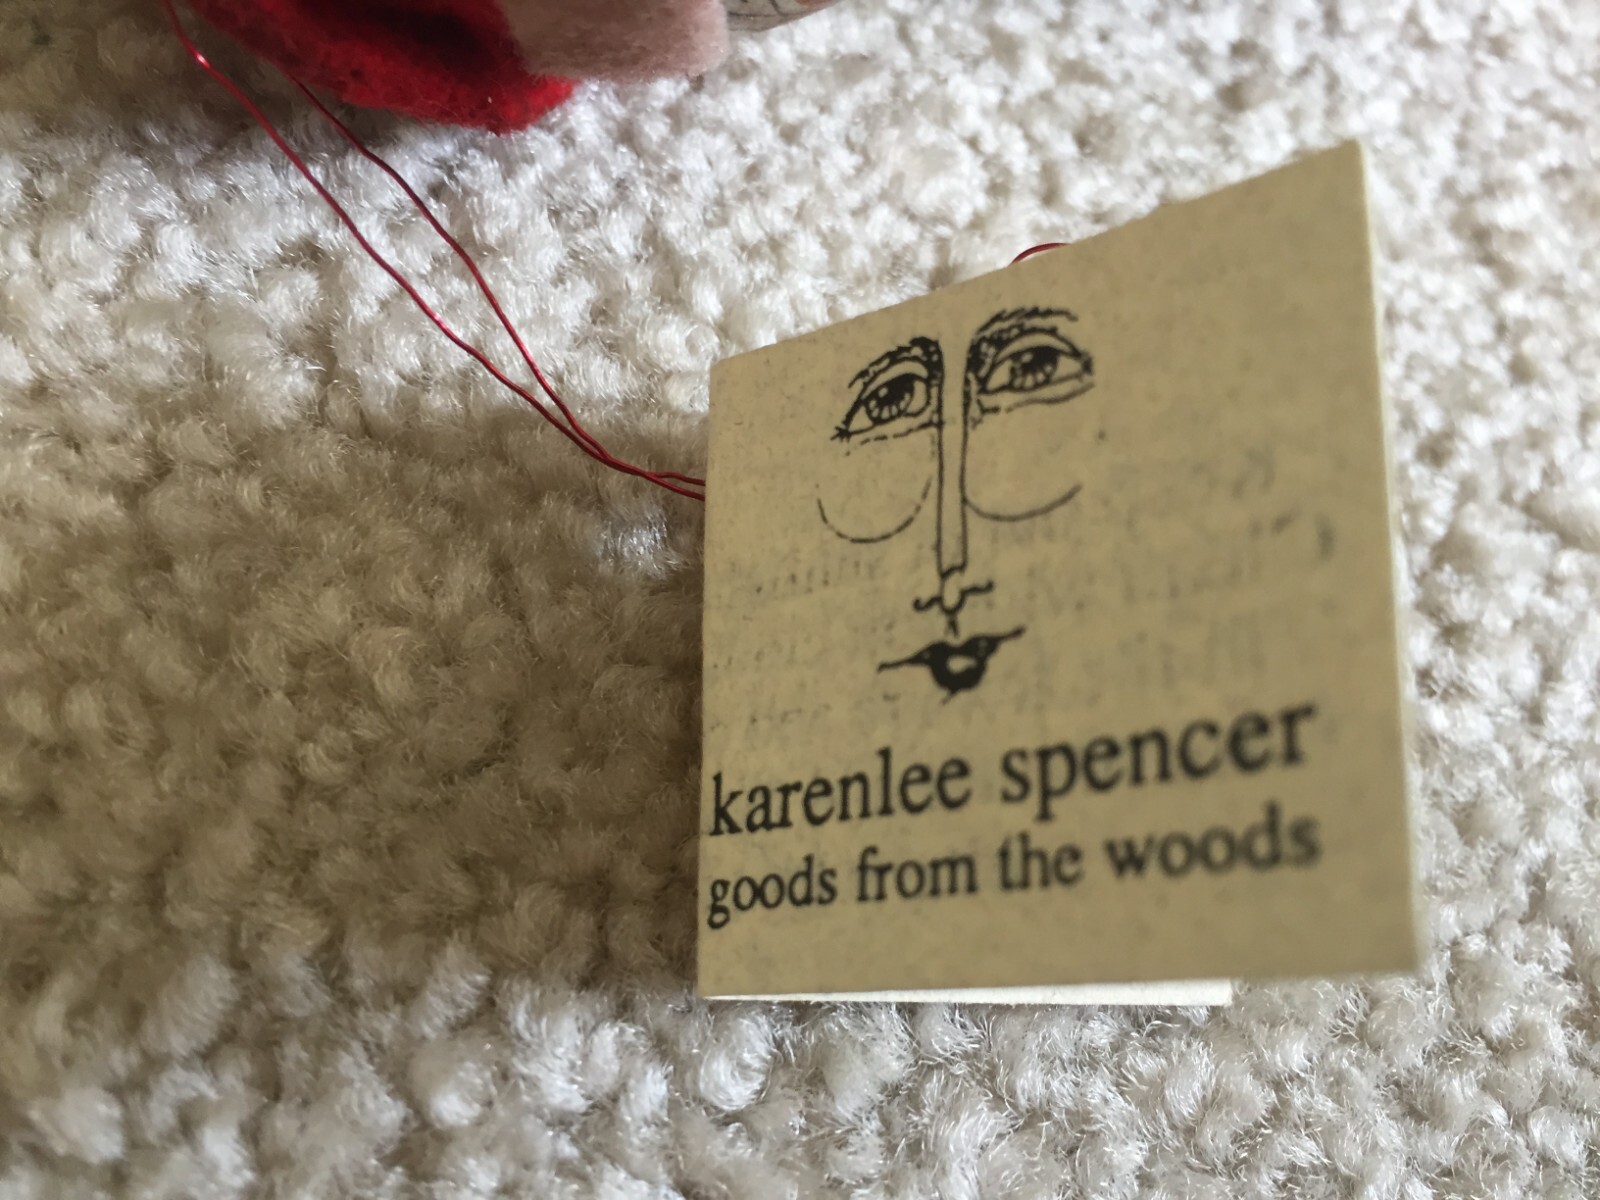 karenlee spencer
goods from the woods